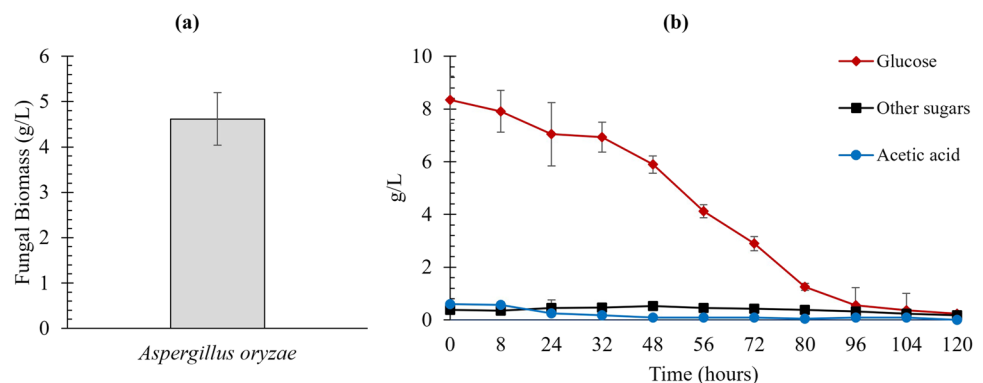 (a)
Fungal Biomass (g/L)
6
5
4
3
2
1
0
Aspergillus oryzae
(b)
g/L
10
8
6
4
2
0
0 8 24 32 48 56 72 80 96 104 120
Time (hours)
Glucose
Other sugars
Acetic acid